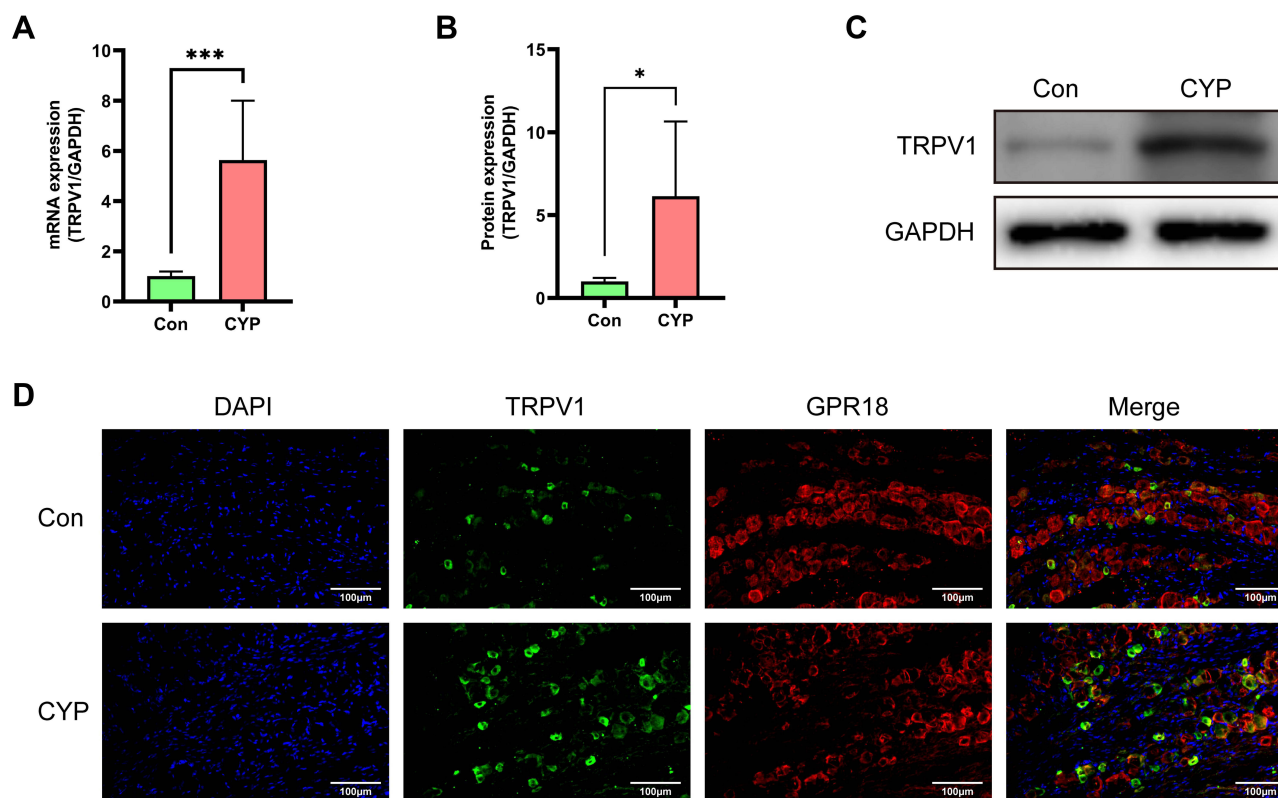 A
mRNA expression
(TRPV1/GAPDH)
10
8
6
4
2
0
***
Con
CYP
B
Protein expression
(TRPV1/GAPDH)
15
10
5
0
*
Con
CYP
C
Con
CYP
TRPV1
GAPDH
D
DAPI
TRPV1
GPR18
Merge
Con
100μm
100μm
100μm
100μm
CYP
100μm
100μm
100μm
100μm